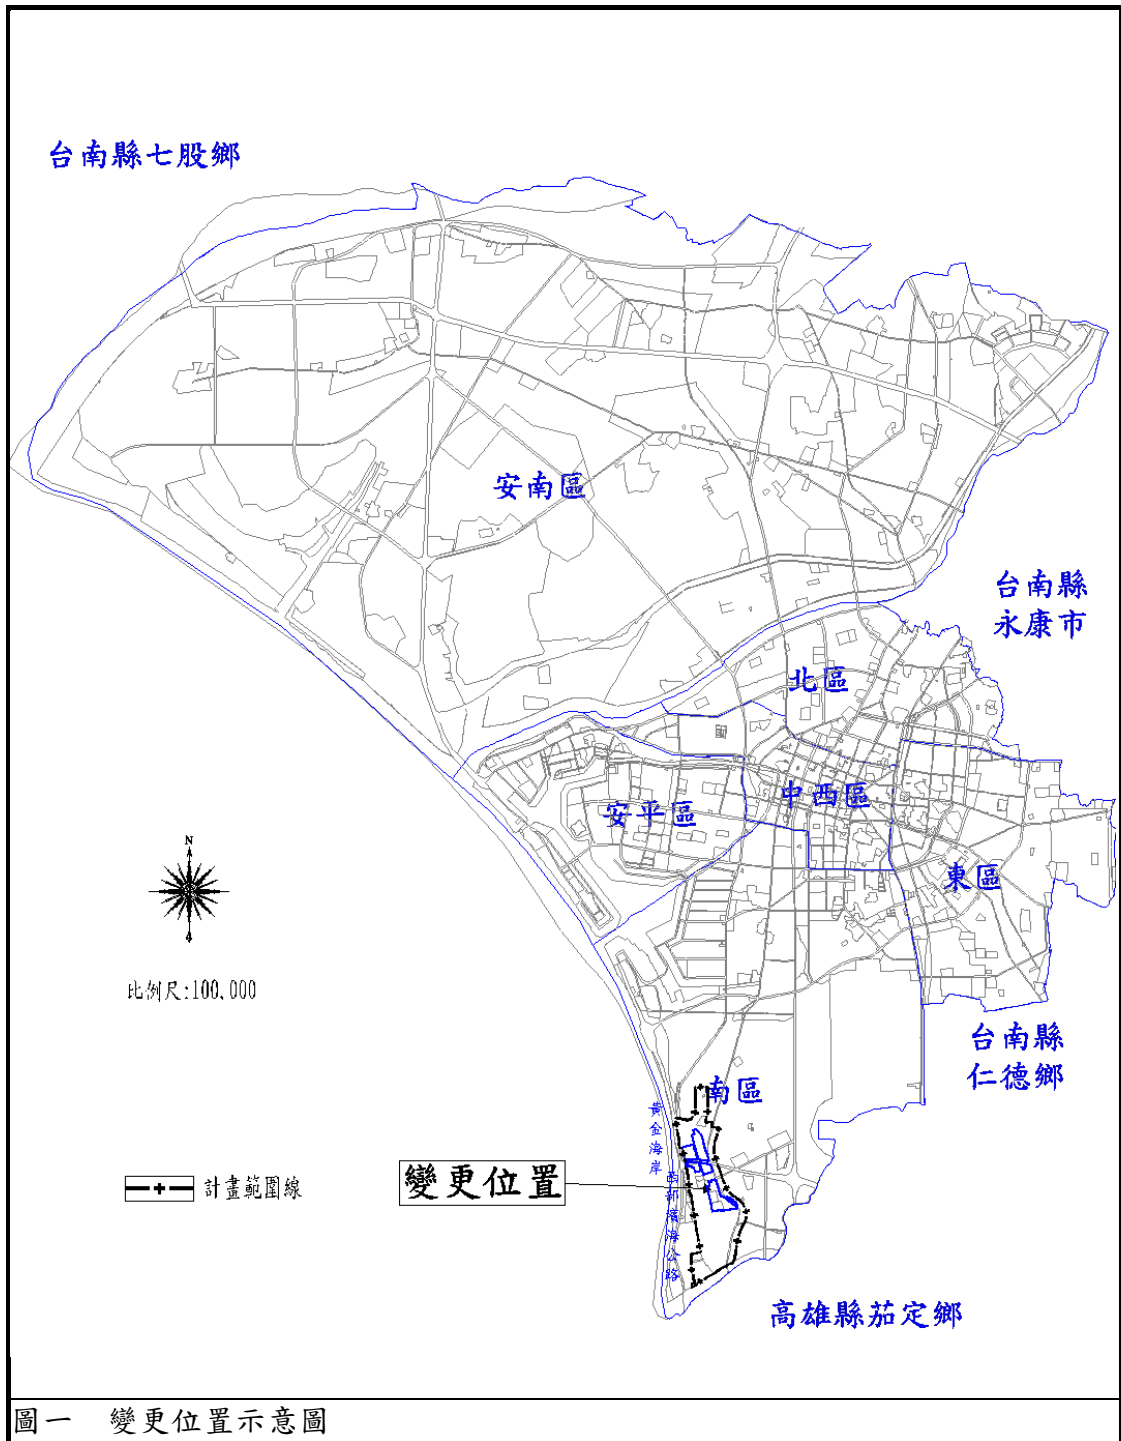 台南縣七股鄉
安南區
台南縣
永康市
北區
中西區
安平區
東區
N
比例尺:100,000
台南縣
仁德鄉
南區
黃金海岸
西部濱海公路
變更位置
計畫範圍線
高雄縣茄定鄉
圖一 變更位置示意圖